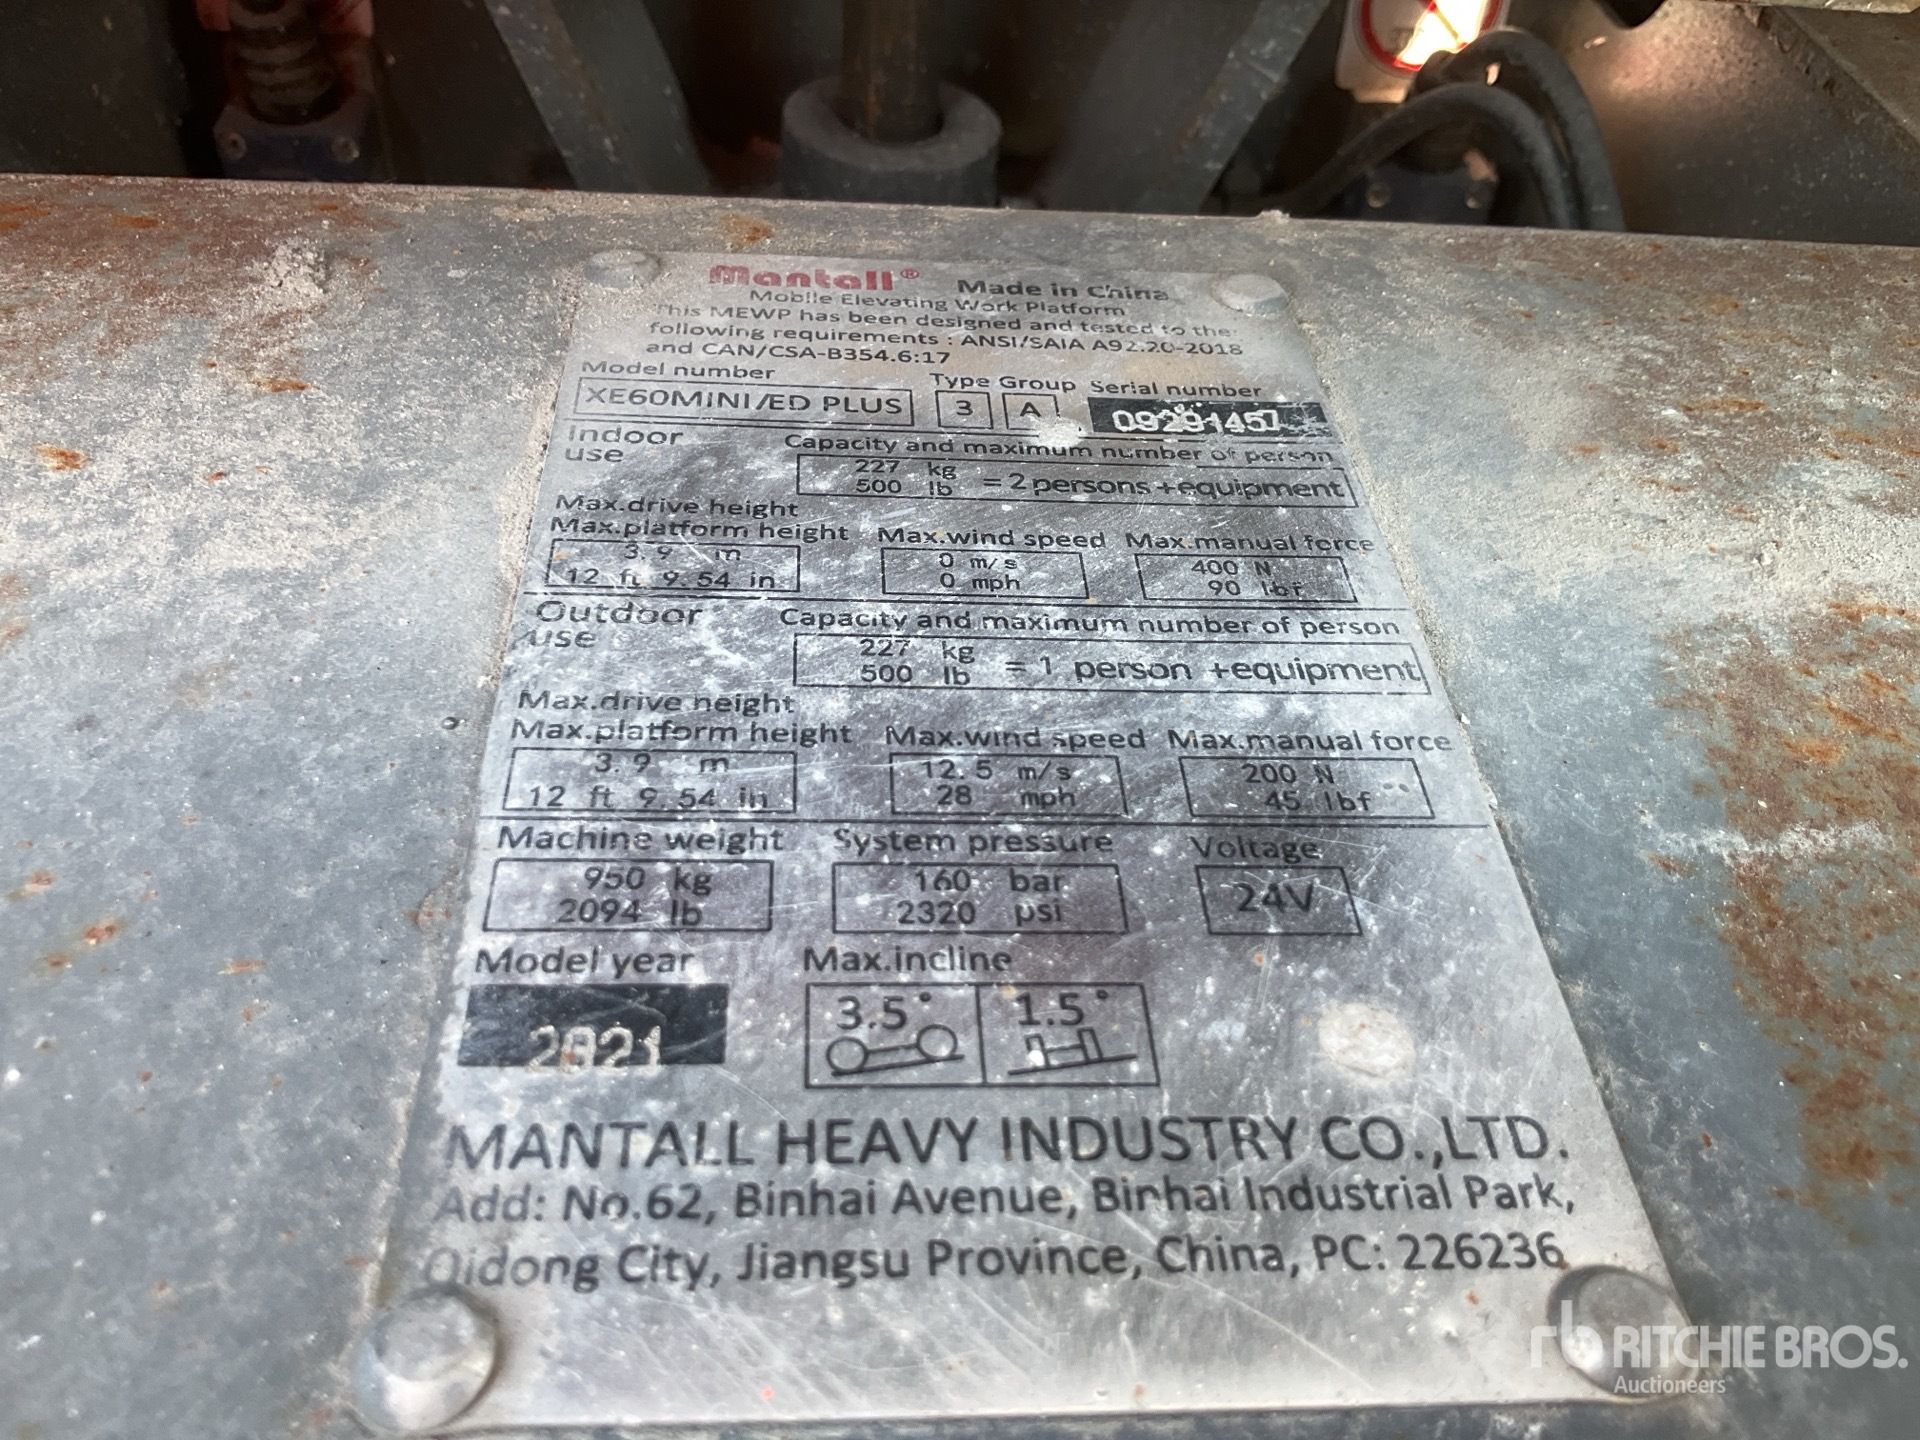 Mantall® Made in China
Mobile Elevating Work Platform
This MEWP has been designed and tested to the
following requirements : ANSI/SAIA A92.20-2018
and CAN/CSA-B354.6:17
Model number Type Group Serial number
XE60MINI/ED PLUS 3 A 09291457
Indoor use Capacity and maximum number of person
227 kg
500 lb = 2 persons +equipment
Max.drive height
Max.platform height Max.wind speed Max.manual force
3.9 m 0 m/s 400 N
12 ft 9.54 in 0 mph 90 lbf
Outdoor use Capacity and maximum number of person
227 kg
500 lb = 1 person +equipment
Max.drive height
Max.platform height Max.wind speed Max.manual force
3.9 m 12.5 m/s 200 N
12 ft 9.54 in 28 mph 45 lbf
Machine weight System pressure Voltage
950 kg 160 bar 24V
2094 lb 2320 psi
Model year Max.incline
2021 3.5° 1.5°
MANTALL HEAVY INDUSTRY CO.,LTD.
Add: No.62, Binhai Avenue, Binhai Industrial Park,
Qidong City, Jiangsu Province, China, PC: 226236
rb RITCHIE BROS.
Auctioneers